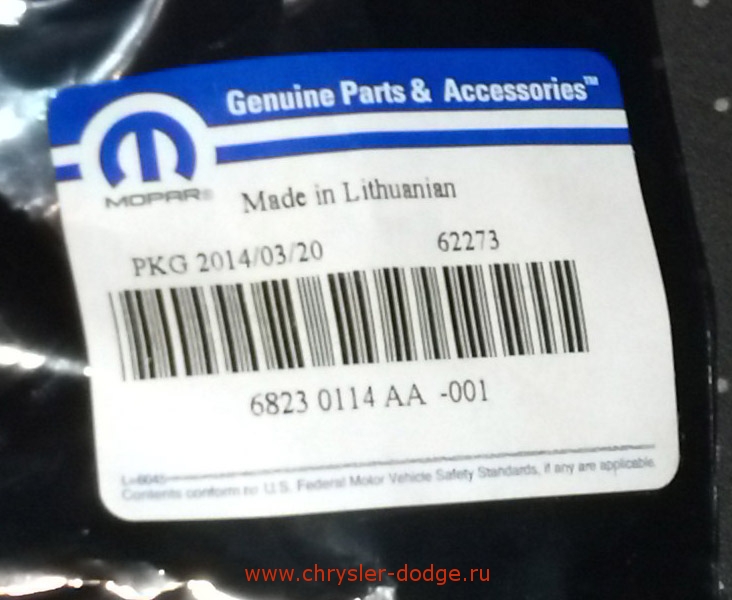 Genuine Parts & Accessories™
MOPAR®
Made in Lithuanian
PKG 2014/03/20 62273
6823 0114 AA -001
L-6645
Contents conform to U.S. Federal Motor Vehicle Safety Standards, if any are applicable.
www.chrysler-dodge.ru